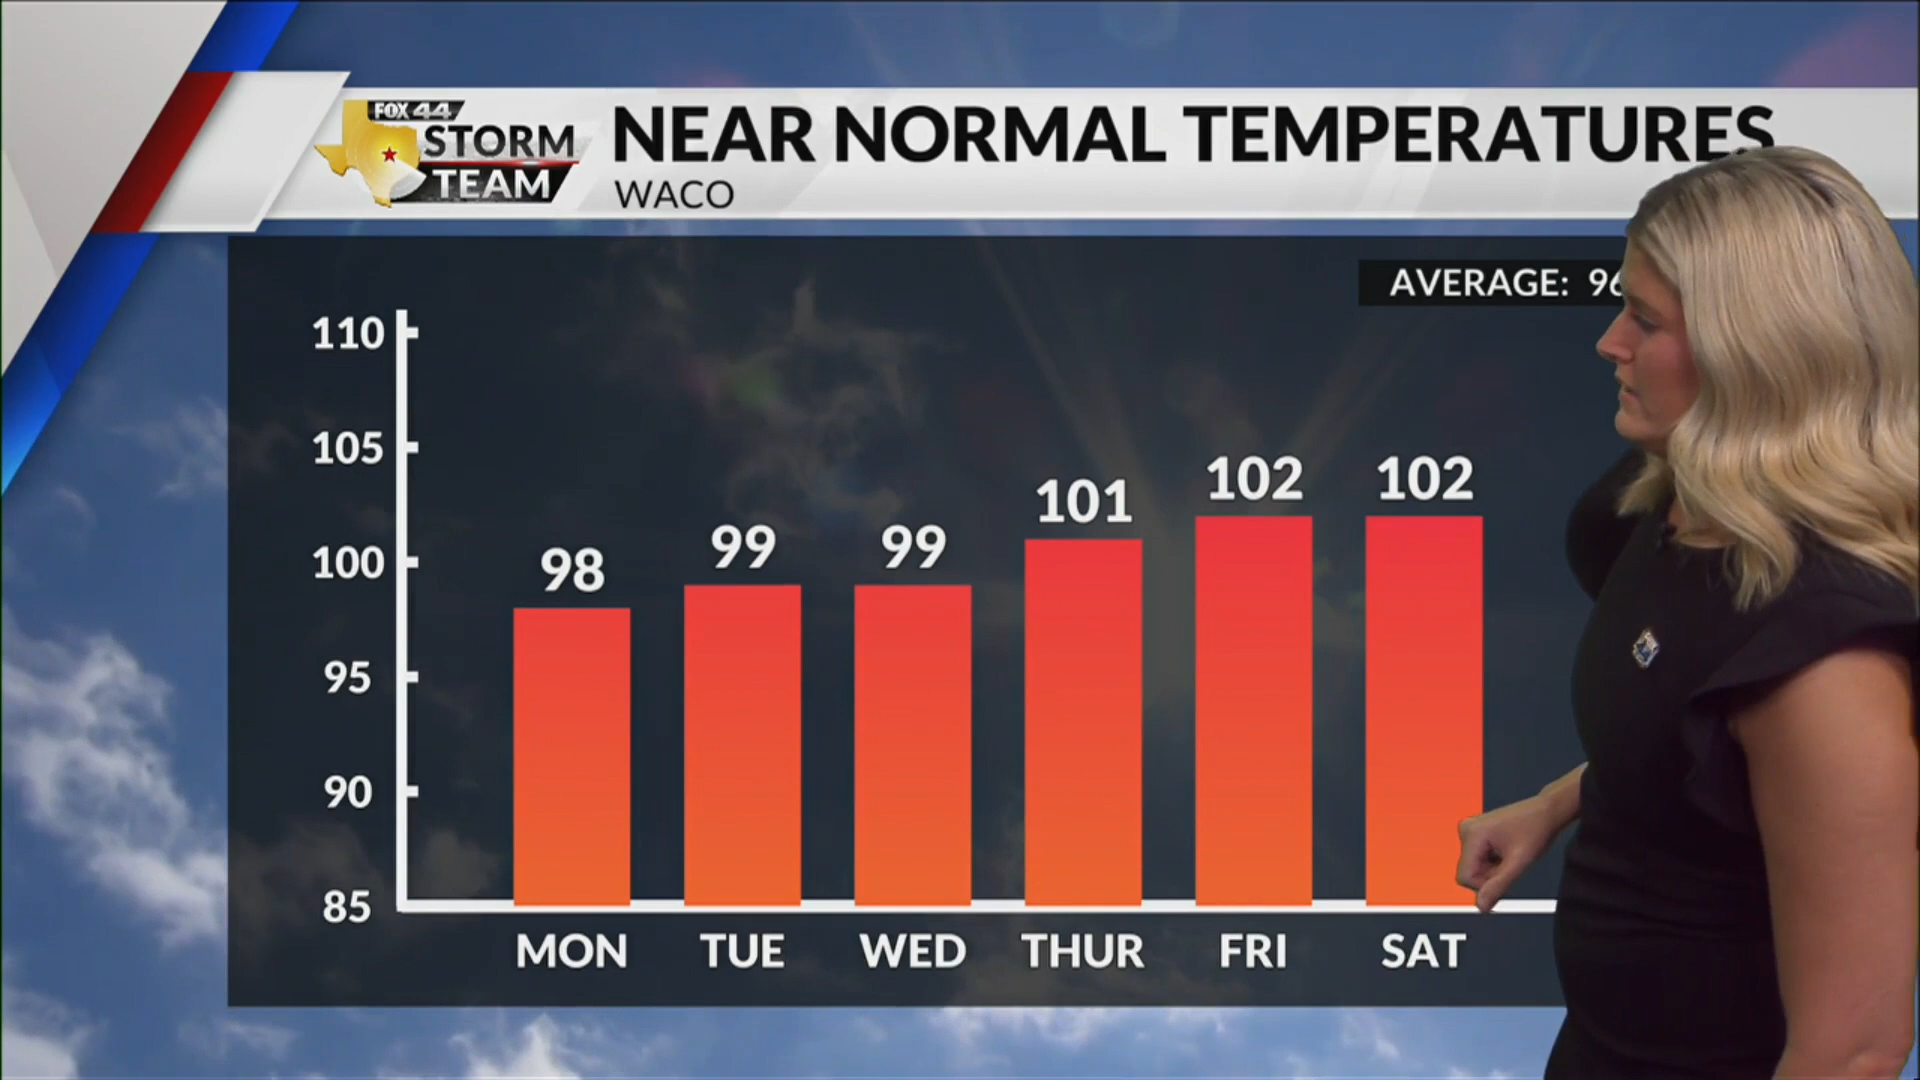 FOX 44
STORM
TEAM
NEAR NORMAL TEMPERATURES
WACO
AVERAGE: 96
110
105
100
95
90
85
98
99
99
101
102
102
MON
TUE
WED
THUR
FRI
SAT